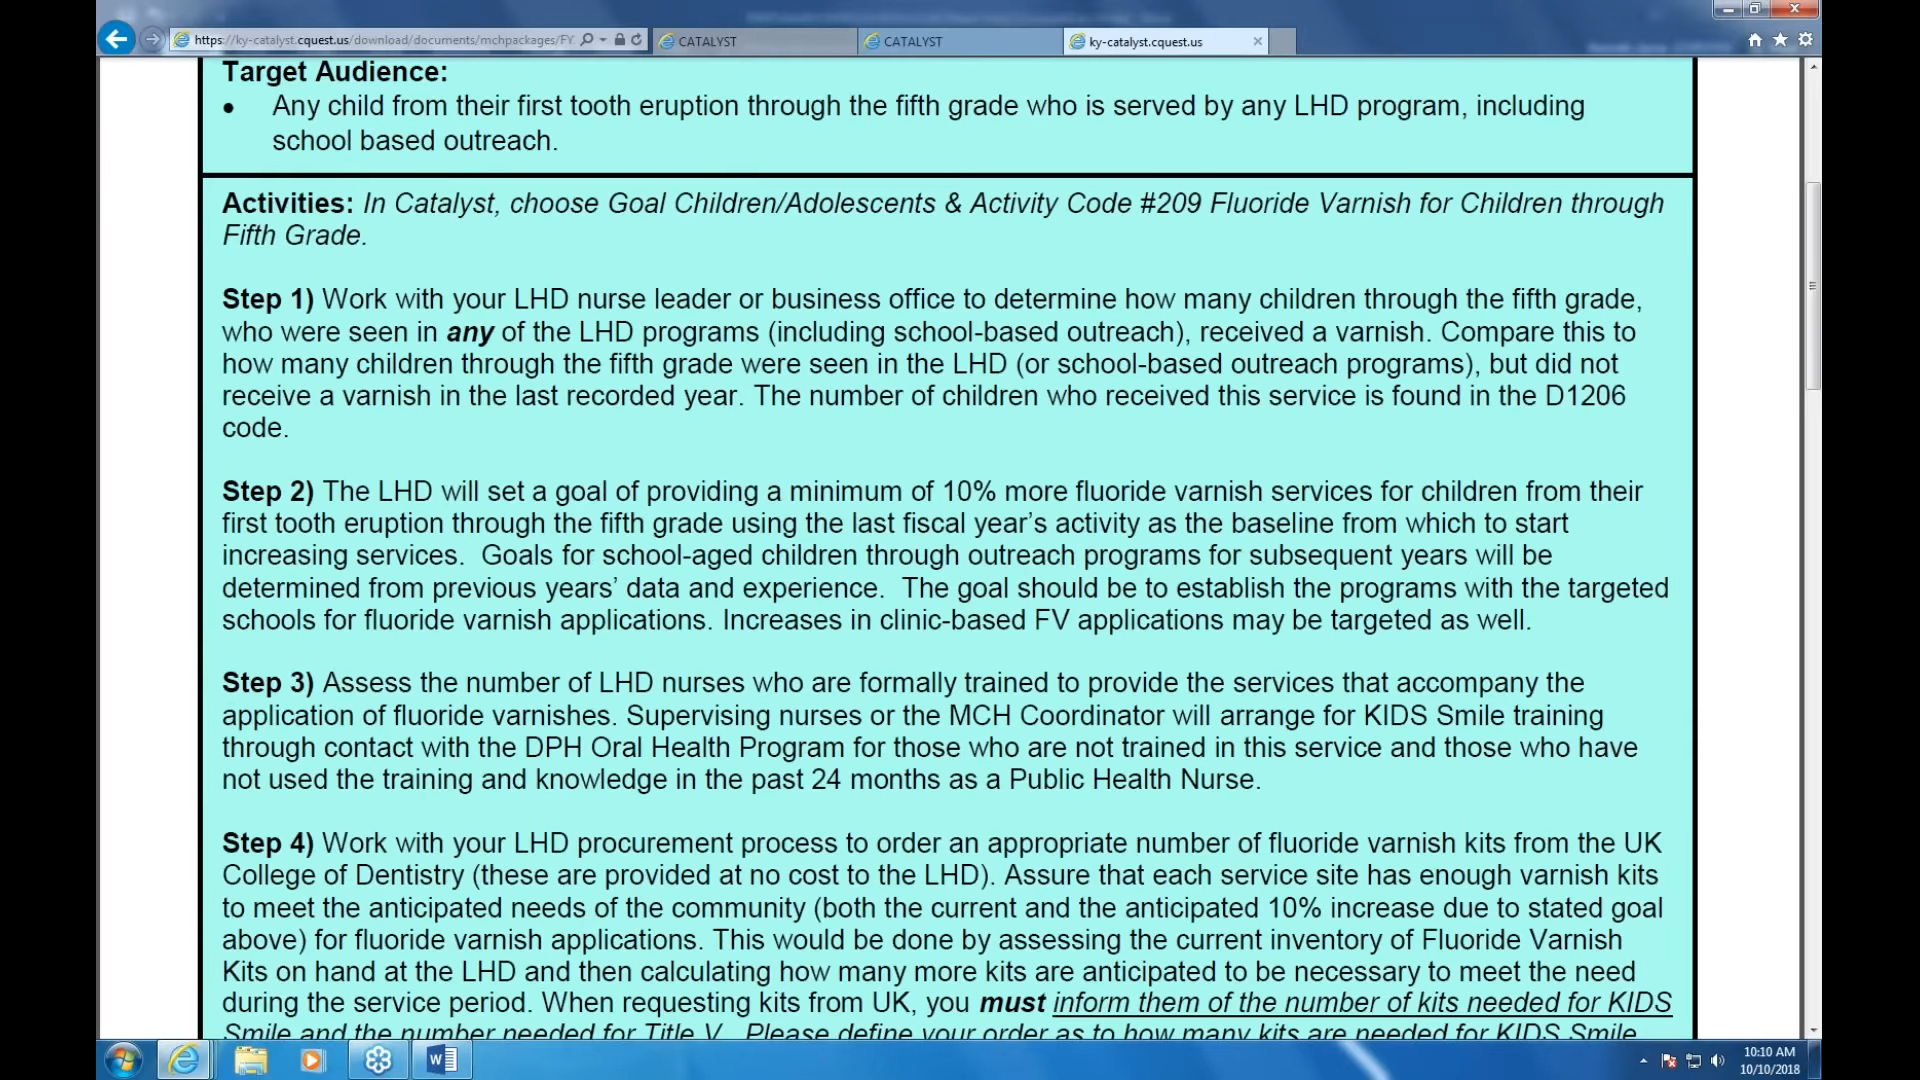 https://ky-catalyst.cquest.us/download/documents/mchpackages/FY
CATALYST
CATALYST
ky-catalyst.cquest.us
Target Audience:
• Any child from their first tooth eruption through the fifth grade who is served by any LHD program, including
school based outreach.
Activities: In Catalyst, choose Goal Children/Adolescents & Activity Code #209 Fluoride Varnish for Children through
Fifth Grade.
Step 1) Work with your LHD nurse leader or business office to determine how many children through the fifth grade,
who were seen in any of the LHD programs (including school-based outreach), received a varnish. Compare this to
how many children through the fifth grade were seen in the LHD (or school-based outreach programs), but did not
receive a varnish in the last recorded year. The number of children who received this service is found in the D1206
code.
Step 2) The LHD will set a goal of providing a minimum of 10% more fluoride varnish services for children from their
first tooth eruption through the fifth grade using the last fiscal year’s activity as the baseline from which to start
increasing services.  Goals for school-aged children through outreach programs for subsequent years will be
determined from previous years’ data and experience.  The goal should be to establish the programs with the targeted
schools for fluoride varnish applications. Increases in clinic-based FV applications may be targeted as well.
Step 3) Assess the number of LHD nurses who are formally trained to provide the services that accompany the
application of fluoride varnishes. Supervising nurses or the MCH Coordinator will arrange for KIDS Smile training
through contact with the DPH Oral Health Program for those who are not trained in this service and those who have
not used the training and knowledge in the past 24 months as a Public Health Nurse.
Step 4) Work with your LHD procurement process to order an appropriate number of fluoride varnish kits from the UK
College of Dentistry (these are provided at no cost to the LHD). Assure that each service site has enough varnish kits
to meet the anticipated needs of the community (both the current and the anticipated 10% increase due to stated goal
above) for fluoride varnish applications. This would be done by assessing the current inventory of Fluoride Varnish
Kits on hand at the LHD and then calculating how many more kits are anticipated to be necessary to meet the need
during the service period. When requesting kits from UK, you must inform them of the number of kits needed for KIDS
Smile and the number needed for Title V.  Please define your order as to how many kits are needed for KIDS Smile
10:10 AM
10/10/2018